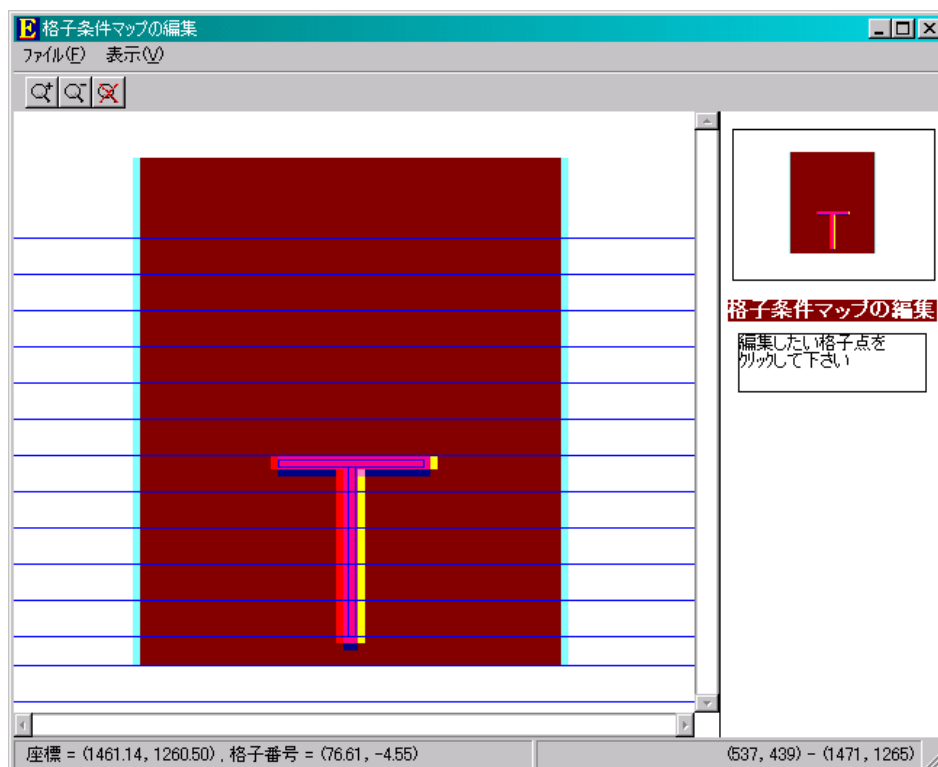 E 格子条件マップの編集
ファイル(F) 表示(V)
格子条件マップの編集
編集したい格子点を
クリックして下さい
座標 = (1461.14, 1260.50) , 格子番号 = (76.61, -4.55)
(537, 439) - (1471, 1265)